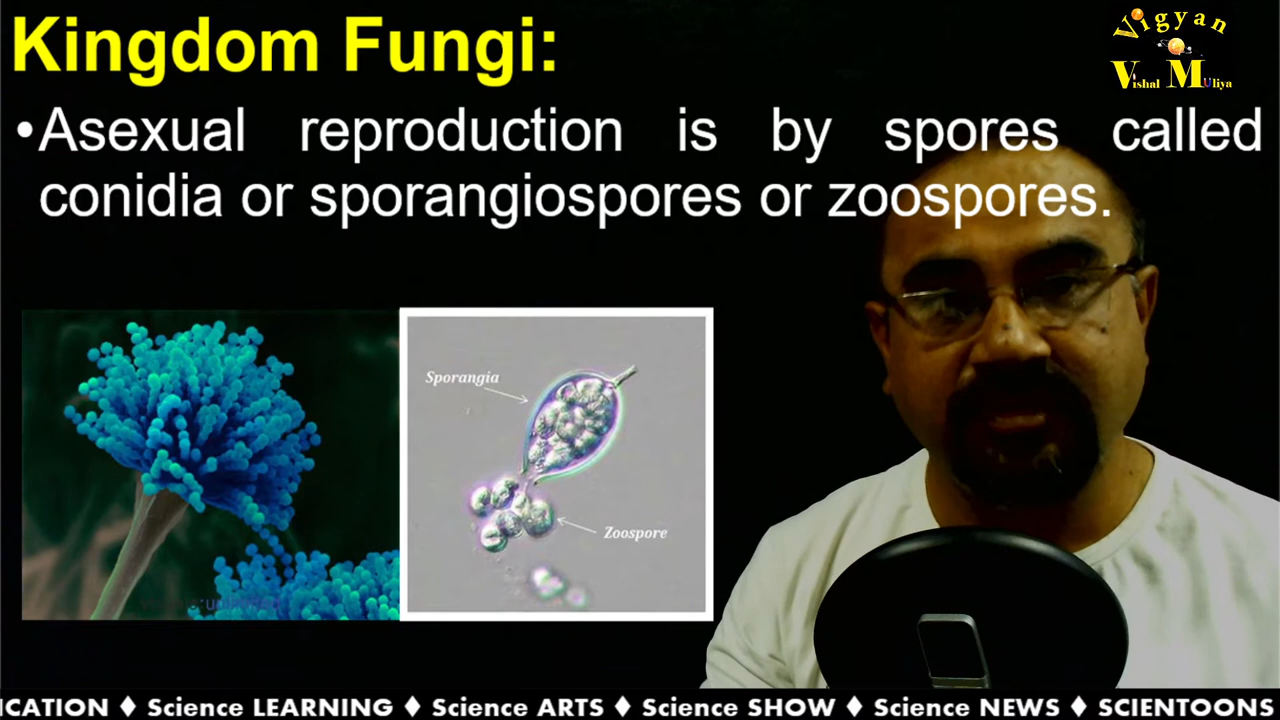 Kingdom Fungi:
Vigyan
Vishal MUliya
•Asexual reproduction is by spores called
conidia or sporangiospores or zoospores.
Sporangia
Zoospore
ICATION ♦ Science LEARNING ♦ Science ARTS ♦ Science SHOW ♦ Science NEWS ♦ SCIENTOONS